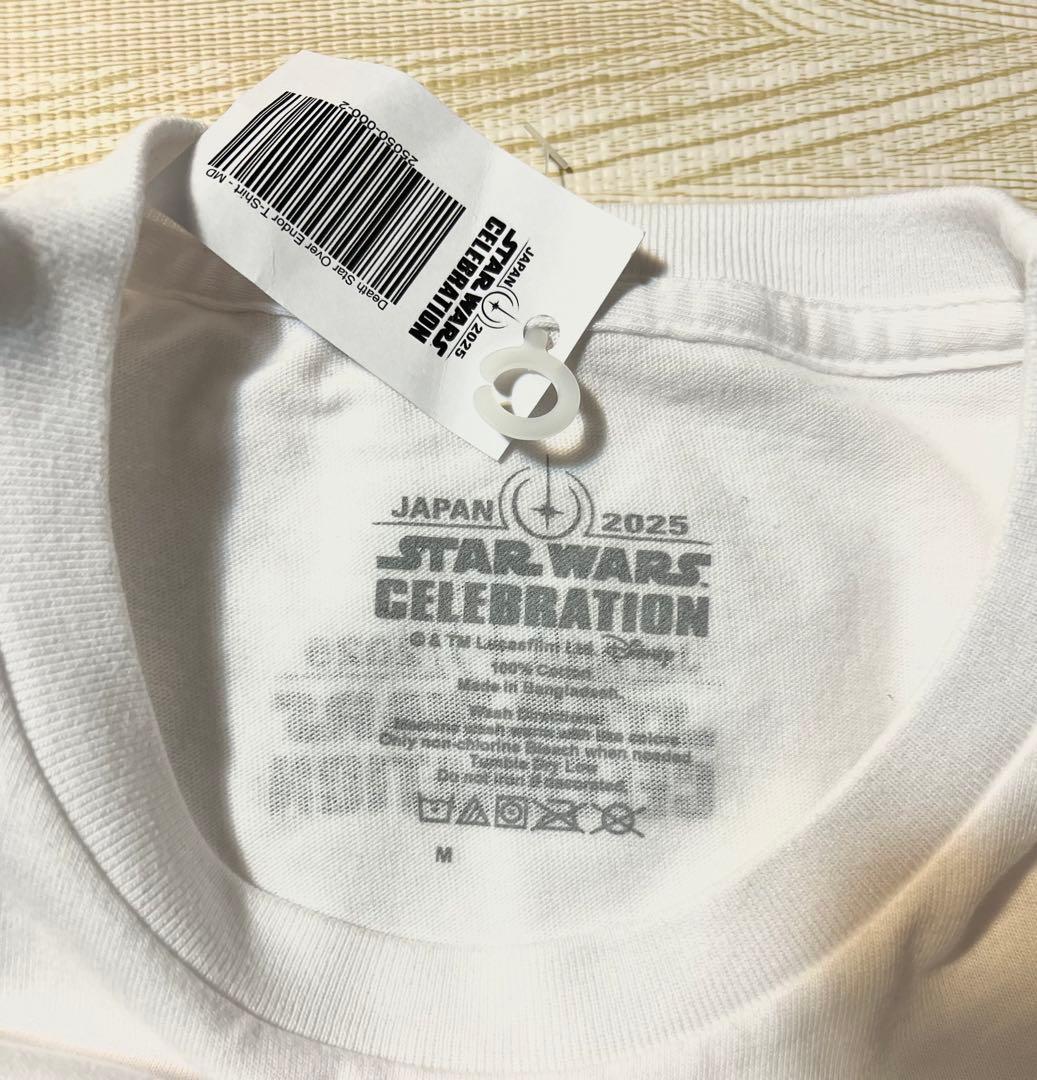 JAPAN 2025
STAR WARS
CELEBRATION
Death Star Over Endor T-Shirt - MD
25050-000-2
JAPAN 2025
STAR WARS
CELEBRATION
© & TM Lucasfilm Ltd. Disney
100% Cotton
Made in Bangladesh.
Wash Directions:
Machine wash warm with like colors.
Only non-chlorine Bleach when needed.
Tumble Dry Low
Do not iron if decorated.
M